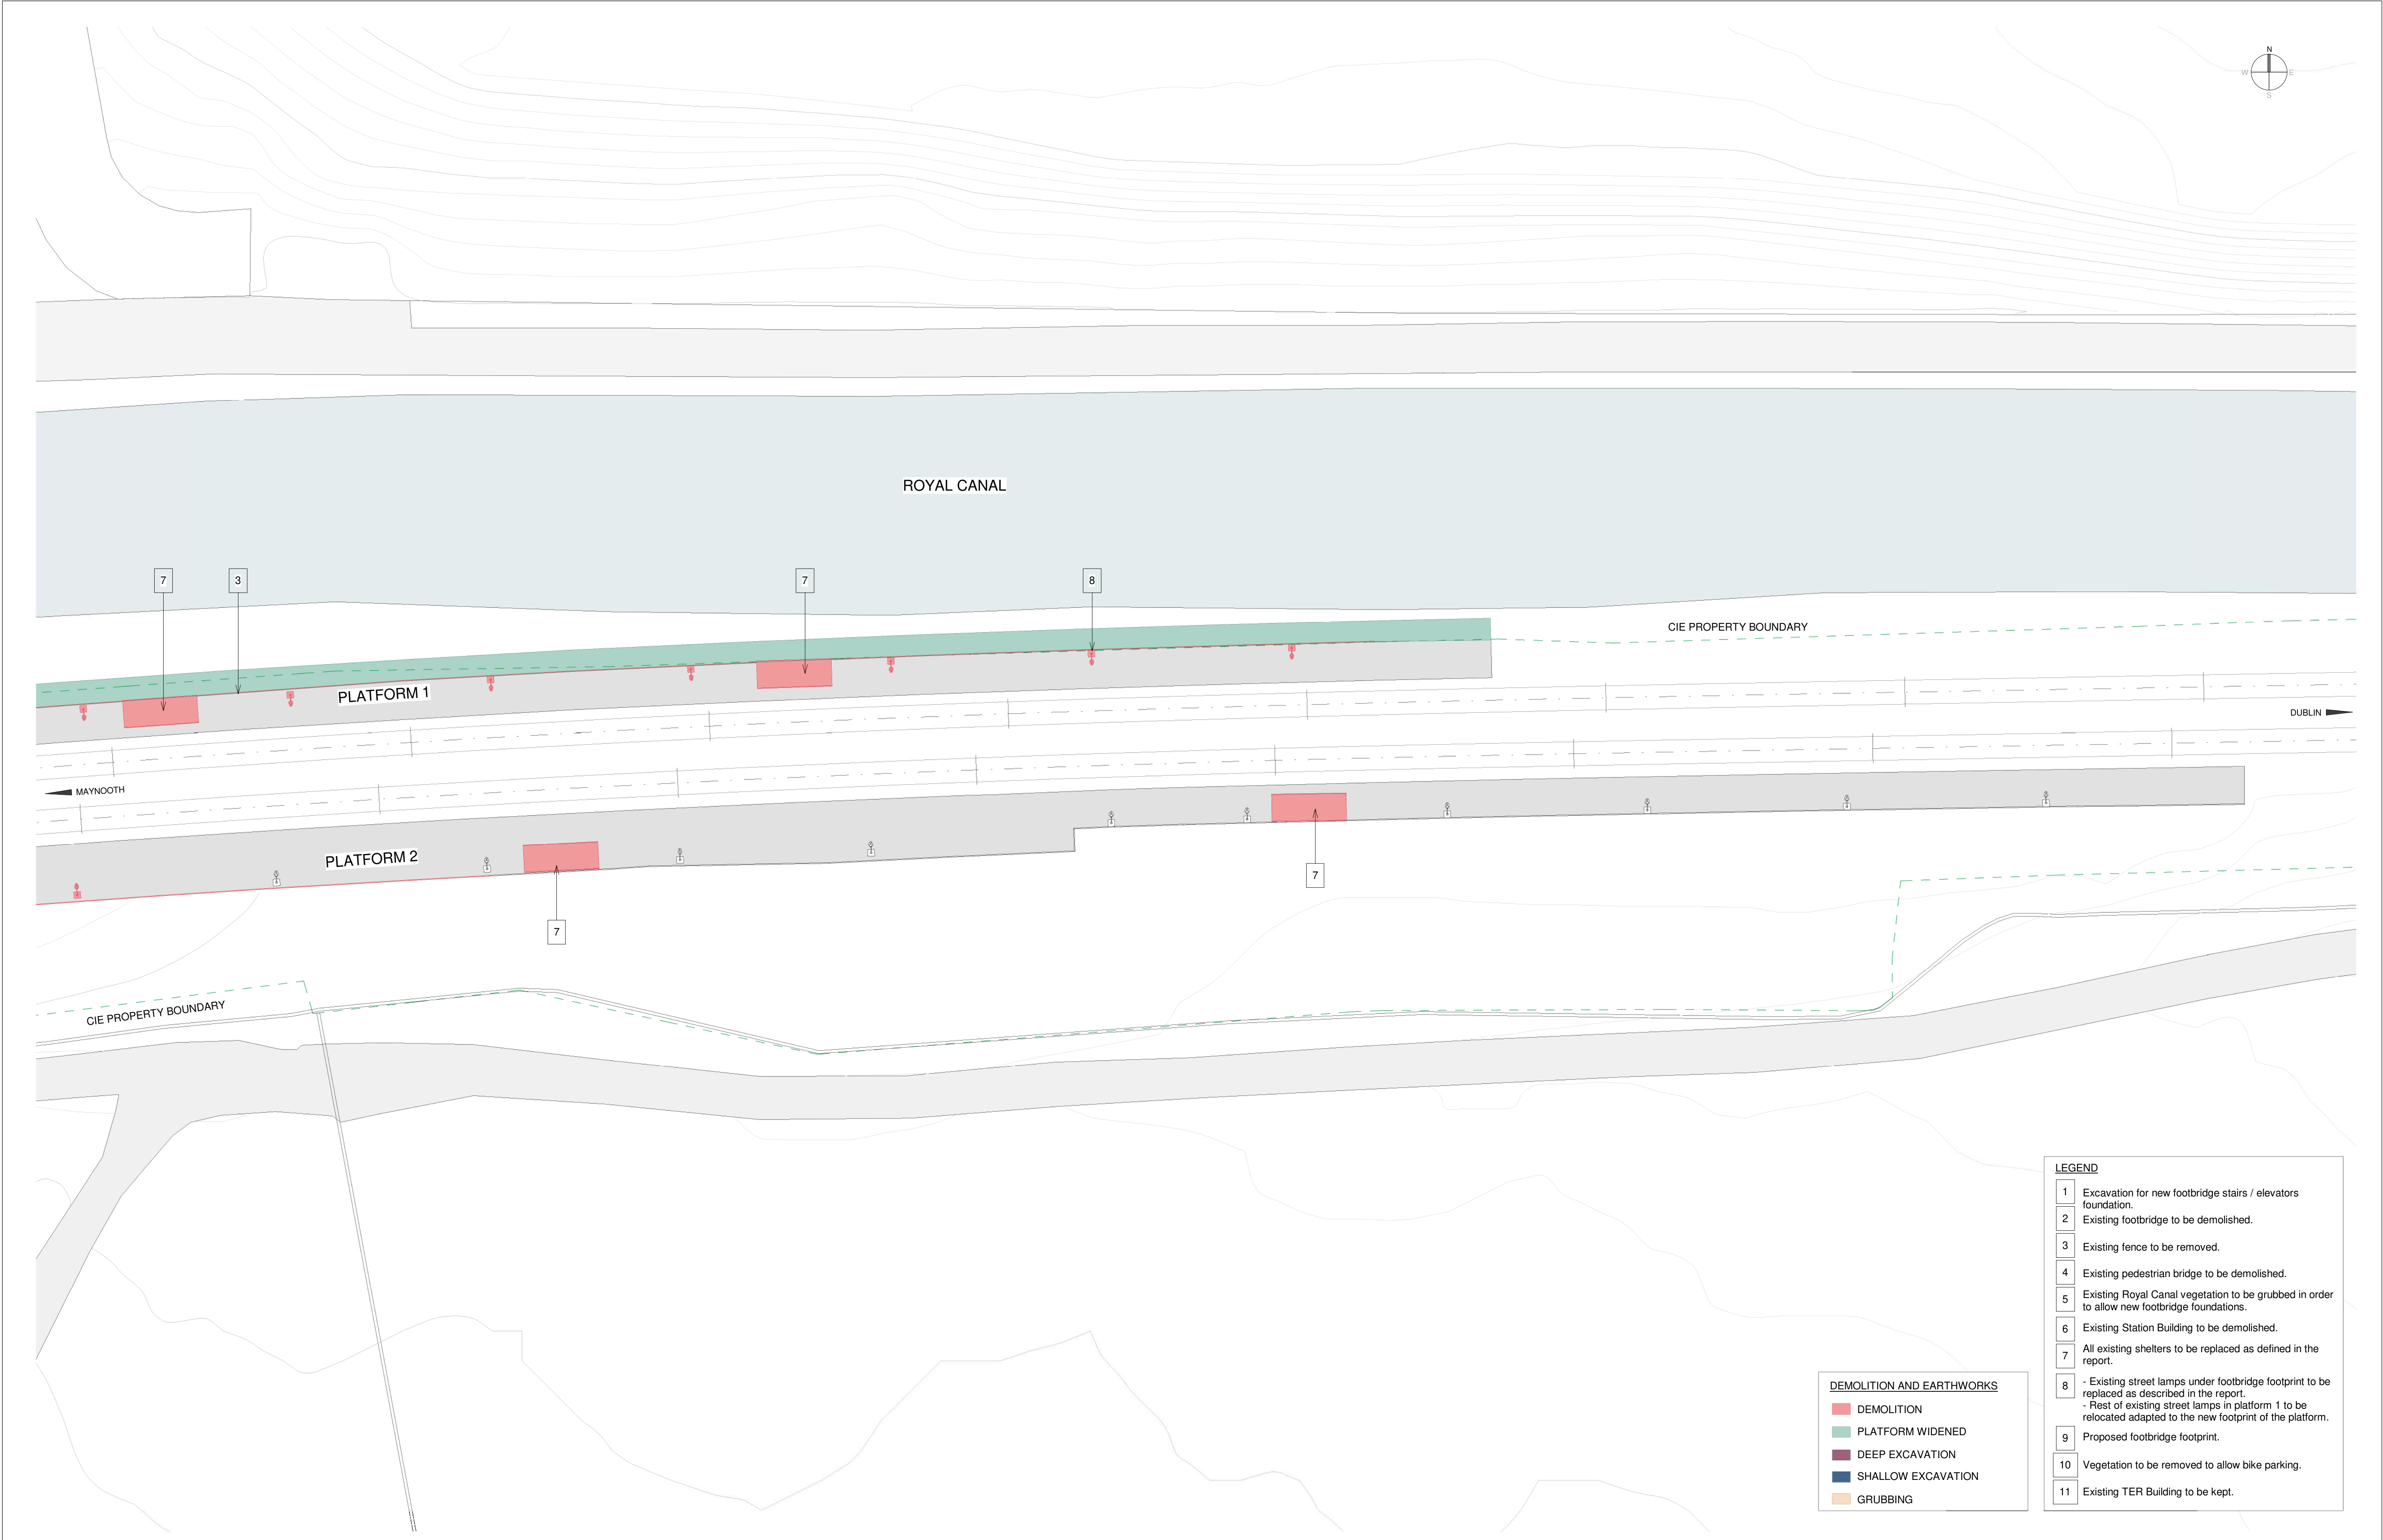 N
W
E
S
ROYAL CANAL
7
3
7
8
CIE PROPERTY BOUNDARY
PLATFORM 1
DUBLIN
MAYNOOTH
PLATFORM 2
7
7
CIE PROPERTY BOUNDARY
DEMOLITION AND EARTHWORKS
DEMOLITION
PLATFORM WIDENED
DEEP EXCAVATION
SHALLOW EXCAVATION
GRUBBING
LEGEND
1 Excavation for new footbridge stairs / elevators
foundation.
2 Existing footbridge to be demolished.
3 Existing fence to be removed.
4 Existing pedestrian bridge to be demolished.
5 Existing Royal Canal vegetation to be grubbed in order
to allow new footbridge foundations.
6 Existing Station Building to be demolished.
7 All existing shelters to be replaced as defined in the
report.
8 - Existing street lamps under footbridge footprint to be
replaced as described in the report.
- Rest of existing street lamps in platform 1 to be
relocated adapted to the new footprint of the platform.
9 Proposed footbridge footprint.
10 Vegetation to be removed to allow bike parking.
11 Existing TER Building to be kept.